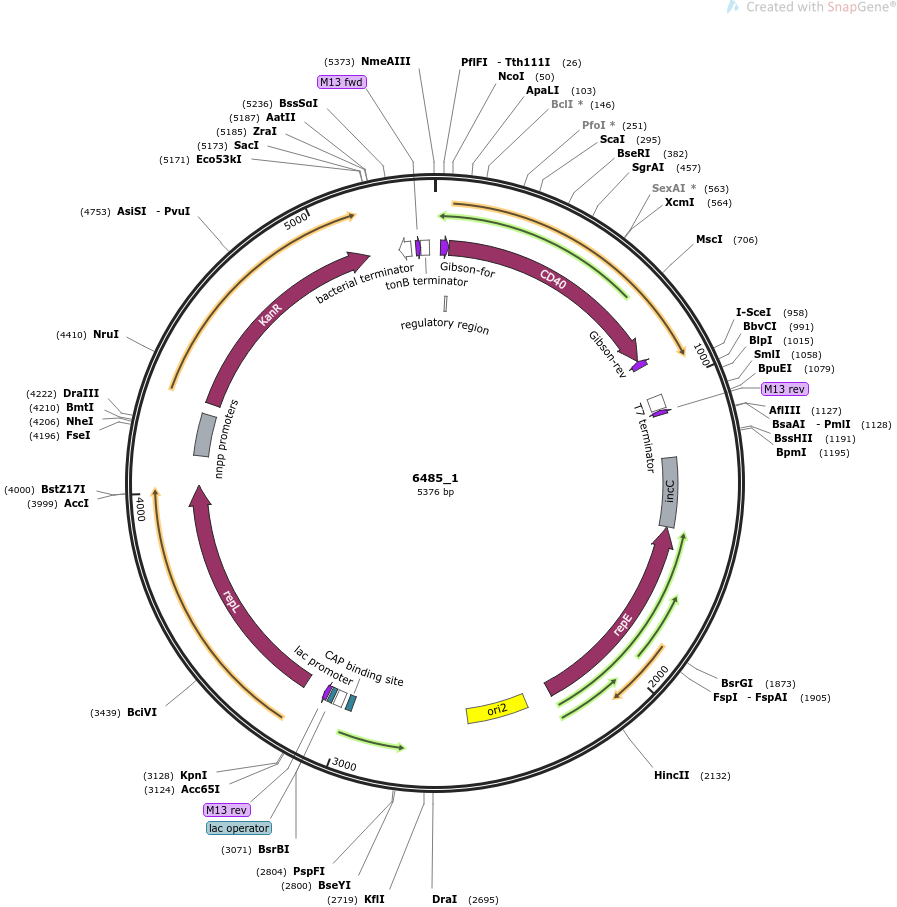 Created with SnapGene®
(5373) NmeAIII
M13 fwd
(5236) BssSαI
(5187) AatII
(5185) ZraI
(5173) SacI
(5171) Eco53kI
(4753) AsiSI - PvuI
(4410) NruI
(4222) DraIII
(4210) BmtI
(4206) NheI
(4196) FseI
(4000) BstZ17I
(3999) AccI
(3439) BciVI
(3128) KpnI
(3124) Acc65I
M13 rev
lac operator
(3071) BsrBI
(2804) PspFI
(2800) BseYI
(2719) KflI
DraI (2695)
PflFI - Tth111I (26)
NcoI (50)
ApaLI (103)
BclI * (146)
PfoI * (251)
ScaI (295)
BseRI (382)
SgrAI (457)
SexAI * (563)
XcmI (564)
MscI (706)
I-SceI (958)
BbvCI (991)
BlpI (1015)
SmlI (1058)
BpuEI (1079)
M13 rev
AflIII (1127)
BsaAI - PmlI (1128)
BssHII (1191)
BpmI (1195)
BsrGI (1873)
FspI - FspAI (1905)
HincII (2132)
5000
1000
2000
3000
4000
bacterial terminator
tonB terminator
Gibson-for
regulatory region
CD40
Gibson-rev
T7 terminator
incC
repE
ori2
CAP binding site
lac promoter
repL
nnpp promoters
KanR
6485_1
5376 bp